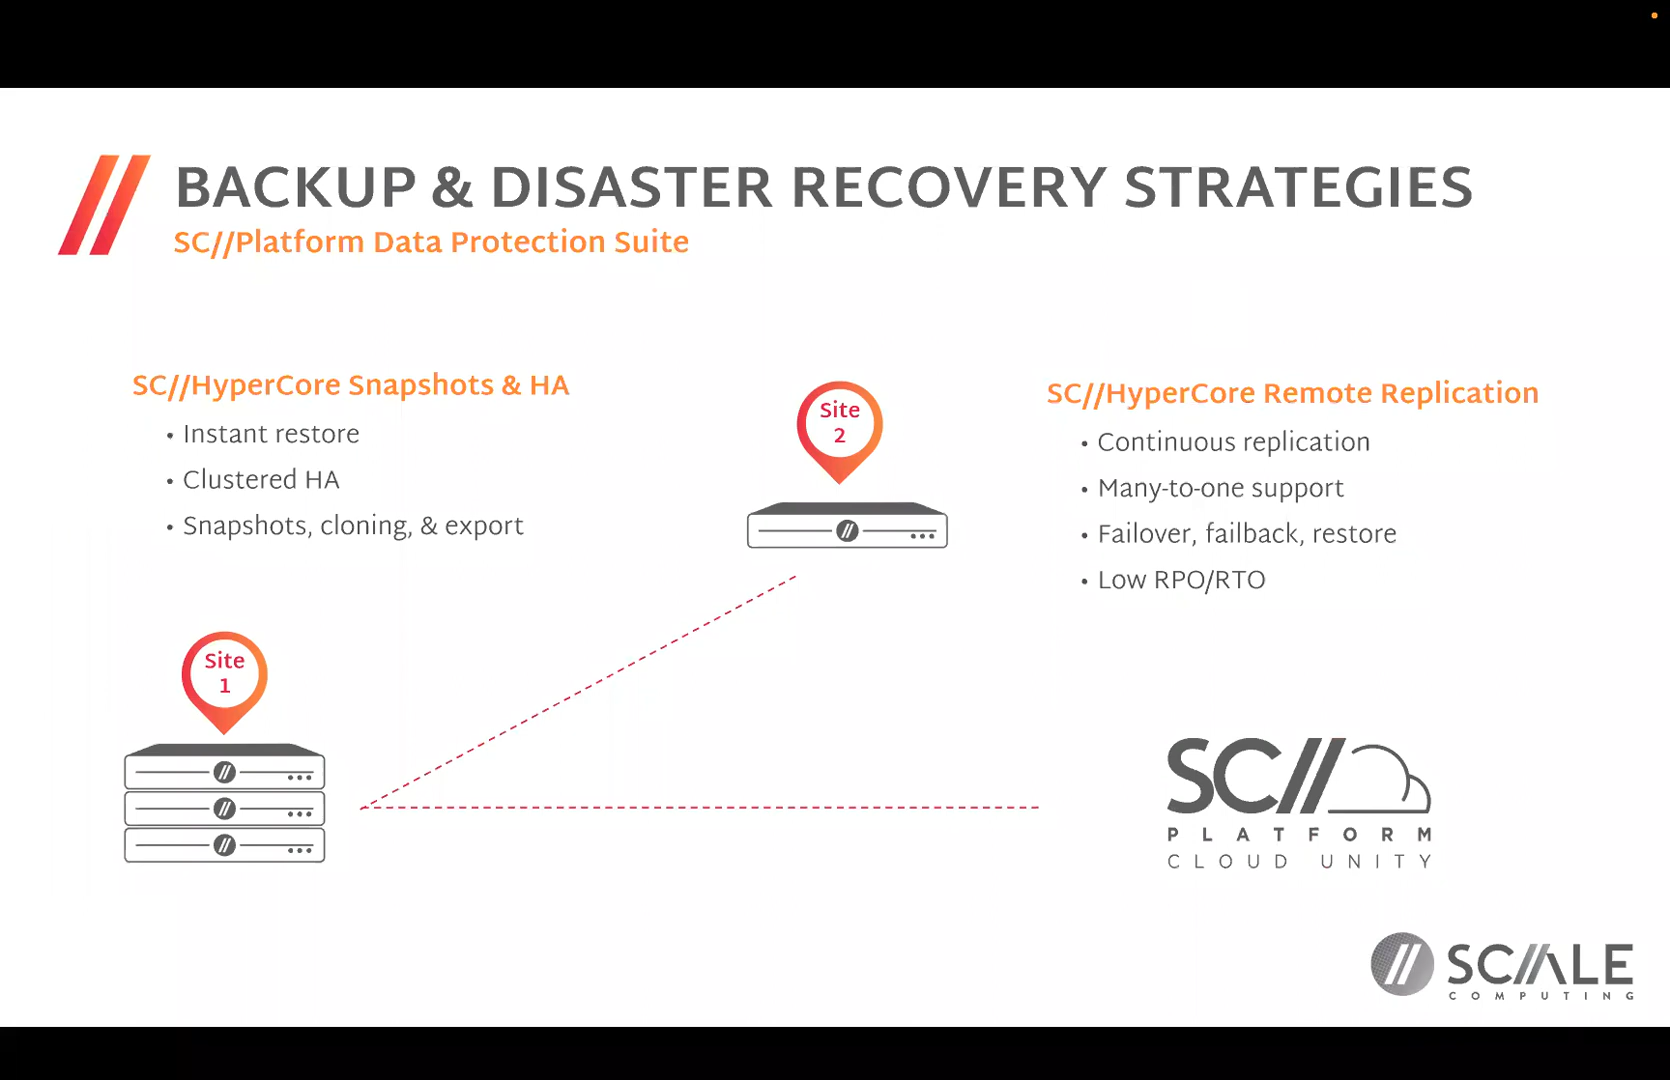 BACKUP & DISASTER RECOVERY STRATEGIES
SC//Platform Data Protection Suite
SC//HyperCore Snapshots & HA
• Instant restore
• Clustered HA
• Snapshots, cloning, & export
Site
2
SC//HyperCore Remote Replication
• Continuous replication
• Many-to-one support
• Failover, failback, restore
• Low RPO/RTO
Site
1
SC//
PLATFORM
CLOUD UNITY
SCALE
COMPUTING